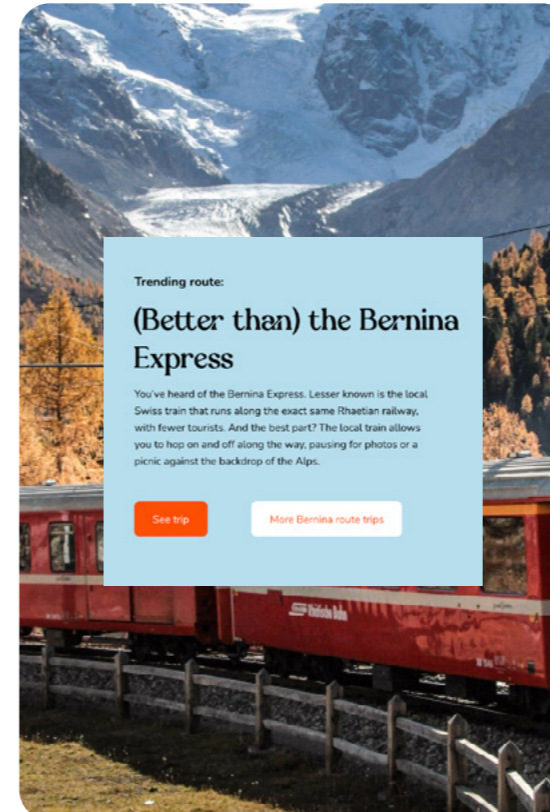 Trending route:
(Better than) the Bernina
Express
You've heard of the Bernina Express. Lesser known is the local
Swiss train that runs along the exact same Rhaetian railway,
with fewer tourists. And the best part? The local train allows
you to hop on and off along the way, pausing for photos or a
picnic against the backdrop of the Alps.
See trip
More Bernina route trips
Rhätische Bahn